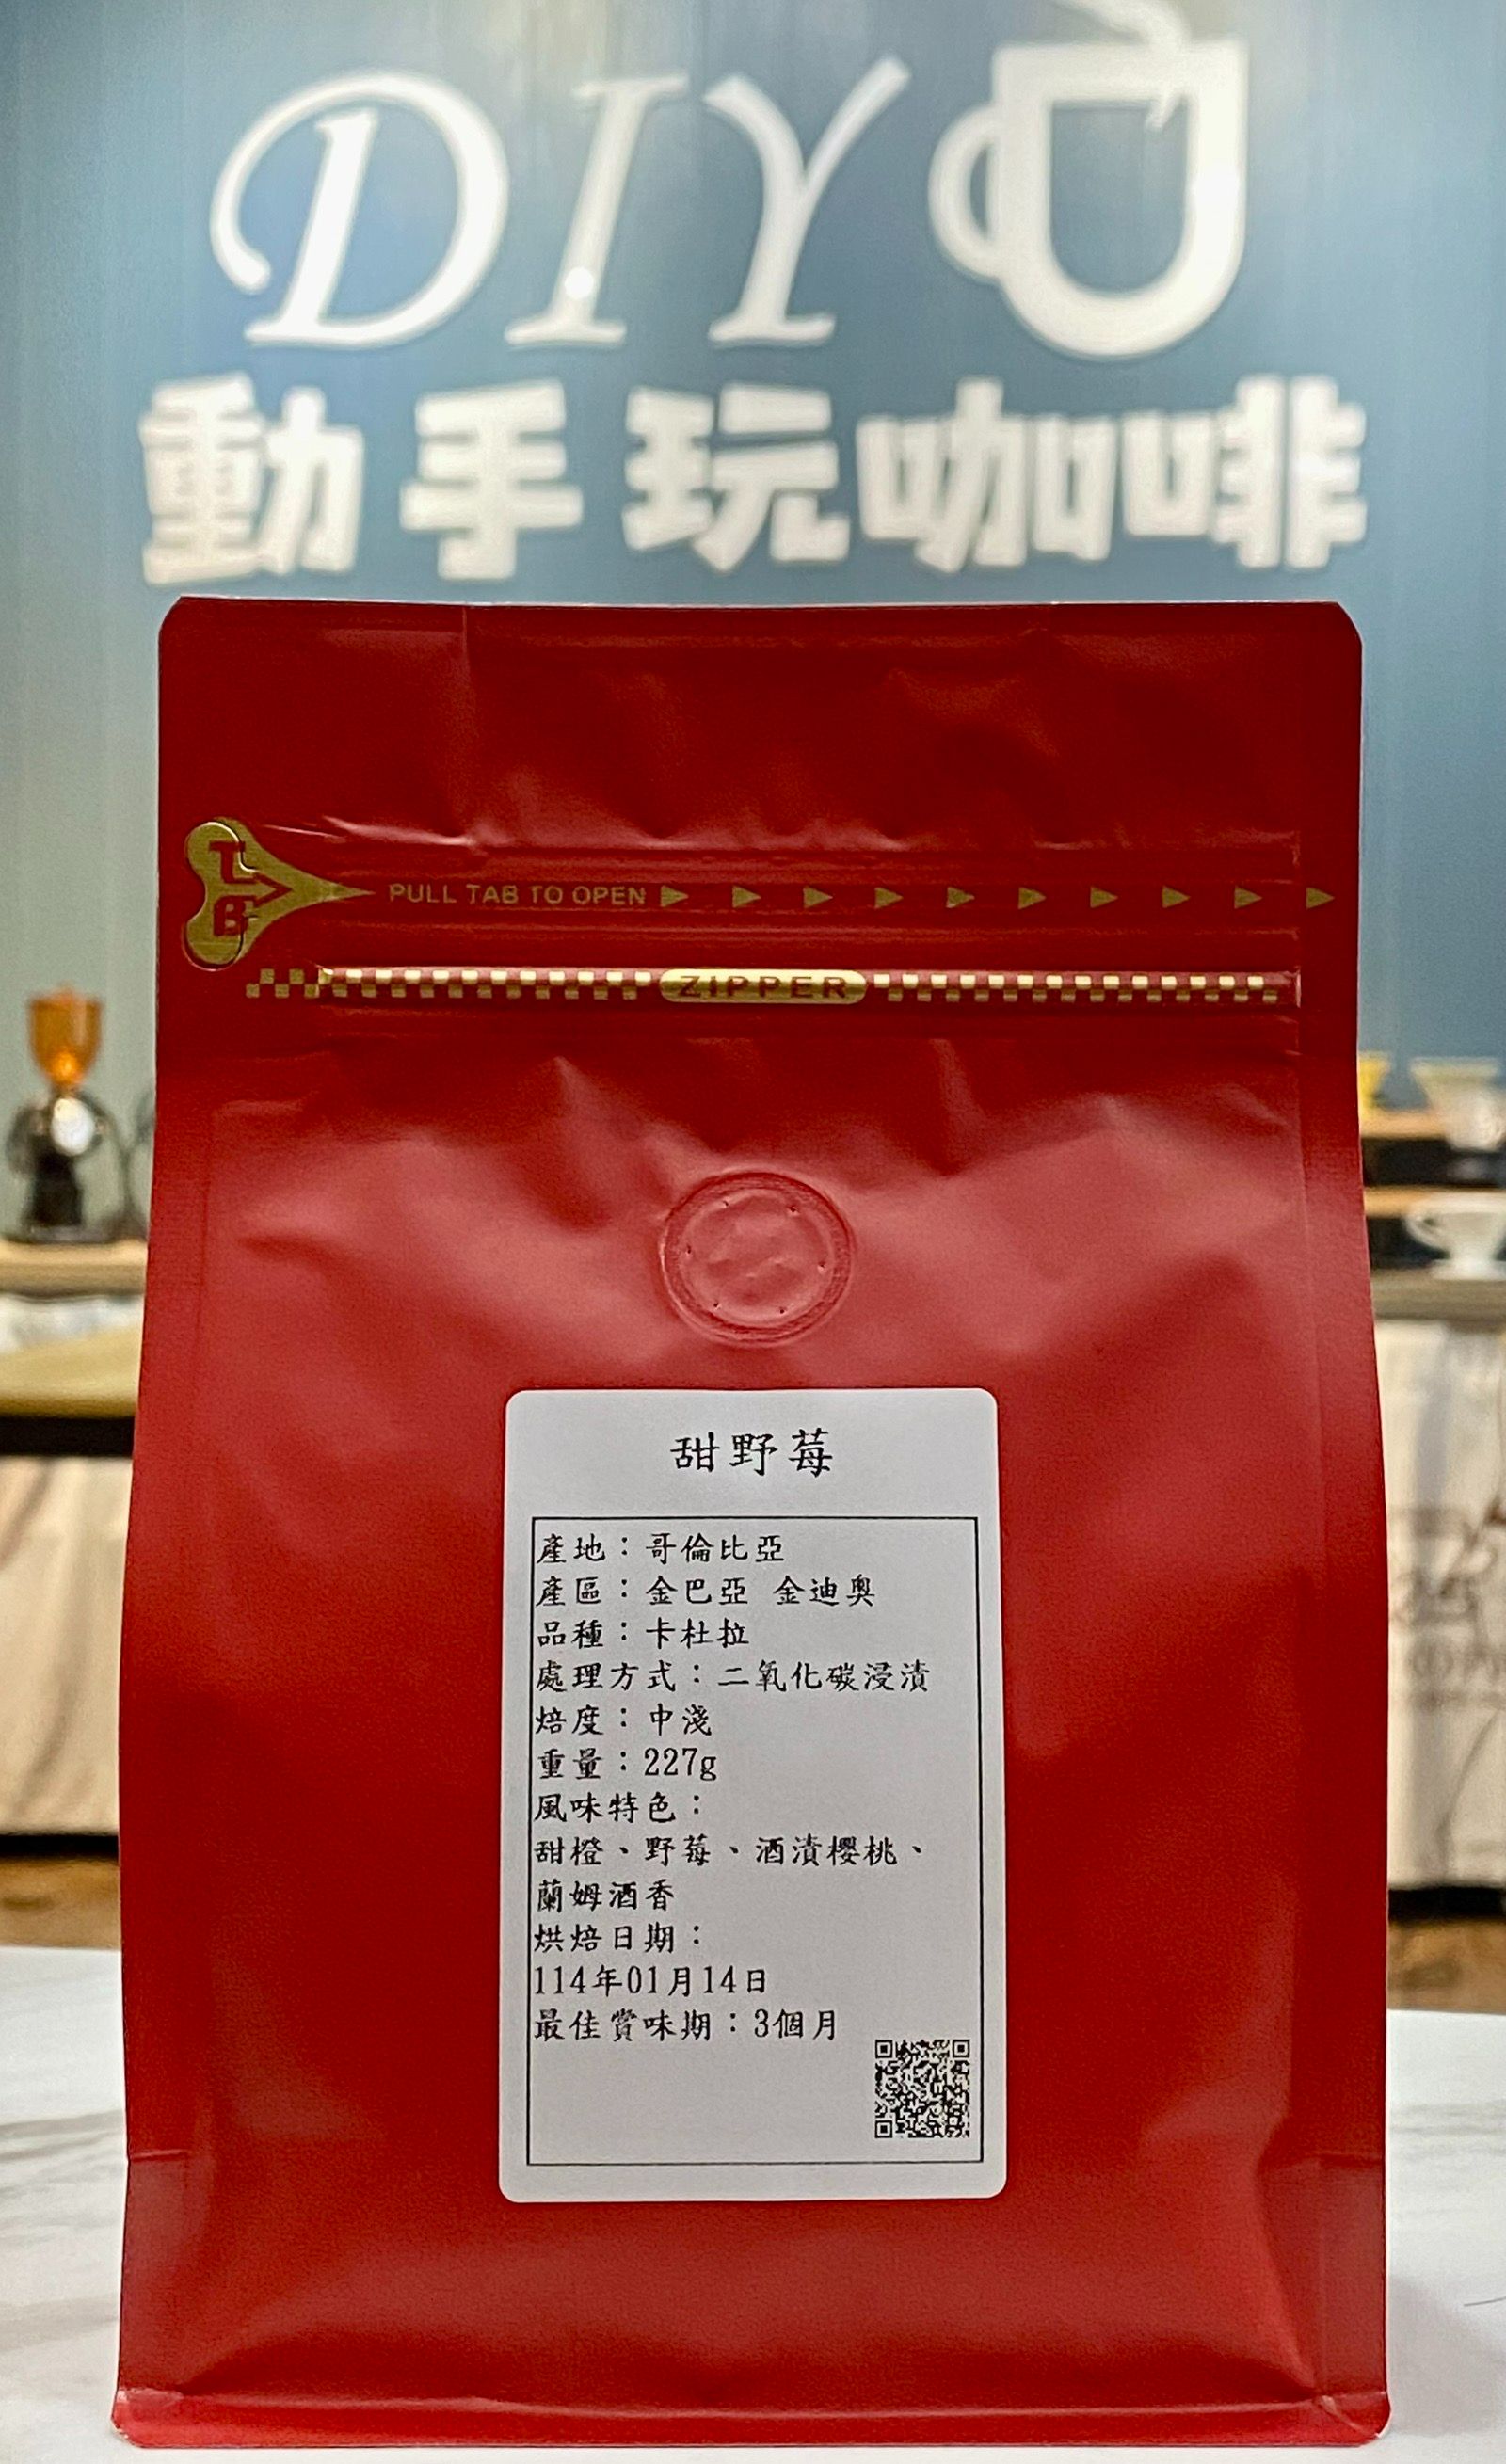 DIY
動手玩咖啡
TB
PULL TAB TO OPEN
ZIPPER
甜野莓
產地：哥倫比亞
產區：金巴亞 金迪奧
品種：卡杜拉
處理方式：二氧化碳浸漬
焙度：中淺
重量：227g
風味特色：
甜橙、野莓、酒漬櫻桃、
蘭姆酒香
烘焙日期：
114年01月14日
最佳賞味期：3個月